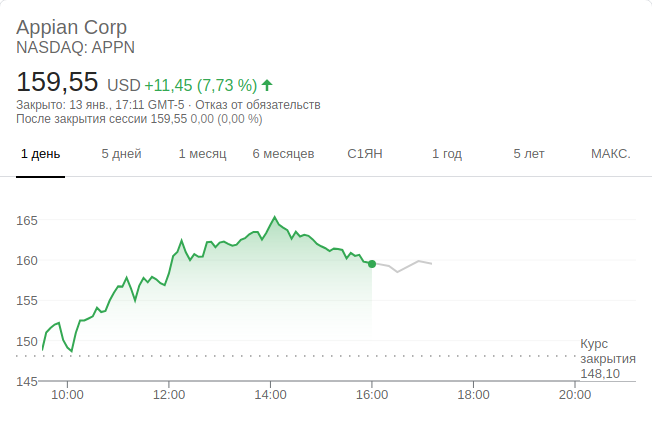 Appian Corp
NASDAQ: APPN
159,55 USD +11,45 (7,73 %)
Закрыто: 13 янв., 17:11 GMT-5 · Отказ от обязательств
После закрытия сессии 159,55 0,00 (0,00 %)
1 день 5 дней 1 месяц 6 месяцев С1ЯН 1 год 5 лет МАКС.
165
160
155
150
145
Курс
закрытия
148,10
10:00 12:00 14:00 16:00 18:00 20:00